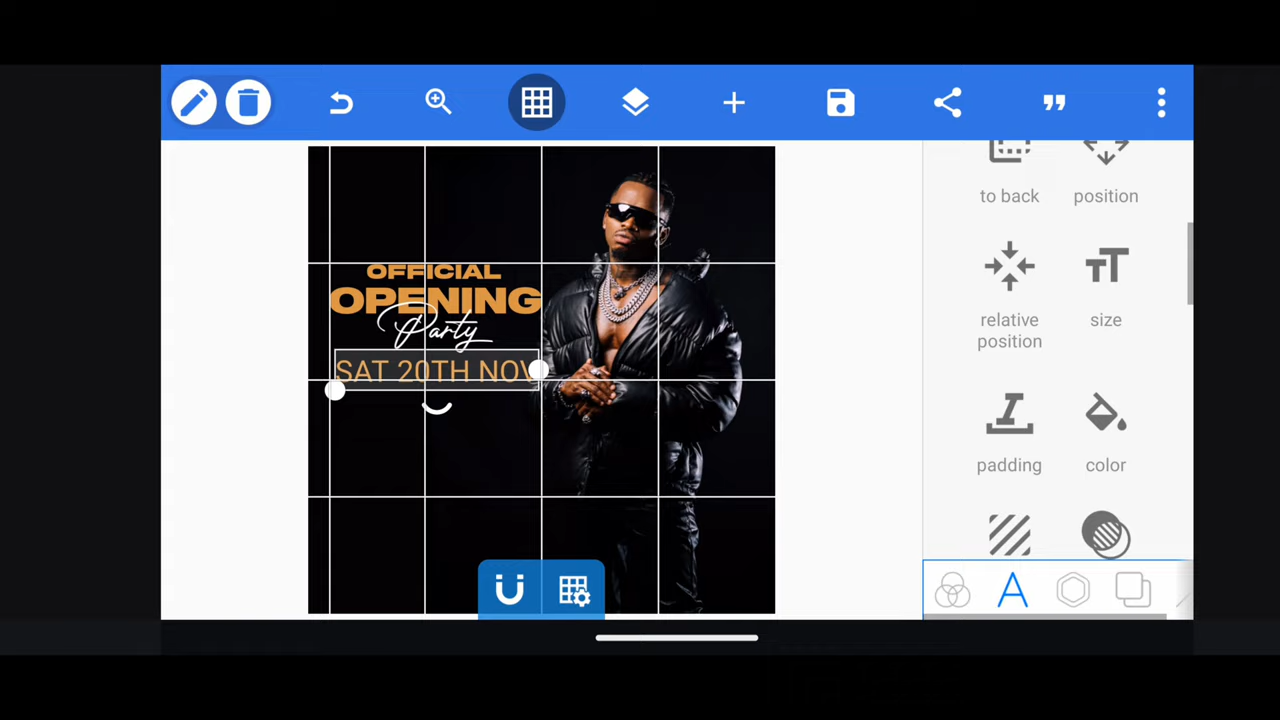 OFFICIAL
OPENING
Party
SAT 20TH NOV
to back
position
relative
position
size
padding
color